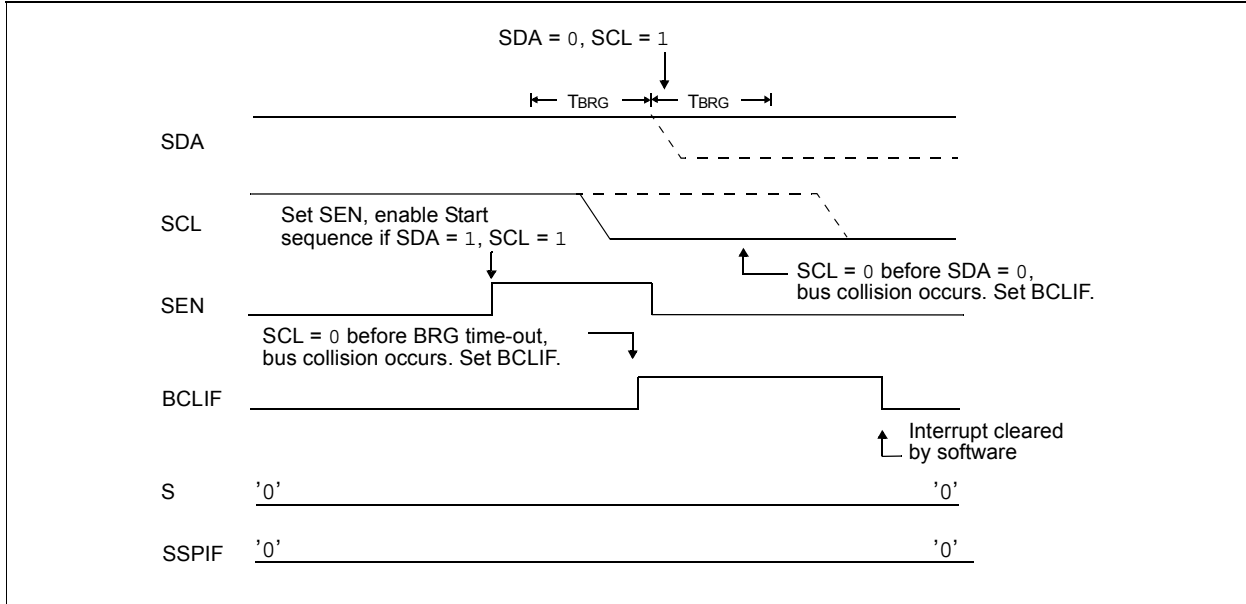 SDA = 0, SCL = 1
TBRG TBRG
SDA
SCL
Set SEN, enable Start
sequence if SDA = 1, SCL = 1
SCL = 0 before SDA = 0,
bus collision occurs. Set BCLIF.
SEN
SCL = 0 before BRG time-out,
bus collision occurs. Set BCLIF.
BCLIF
Interrupt cleared
by software
S '0' '0'
SSPIF '0' '0'